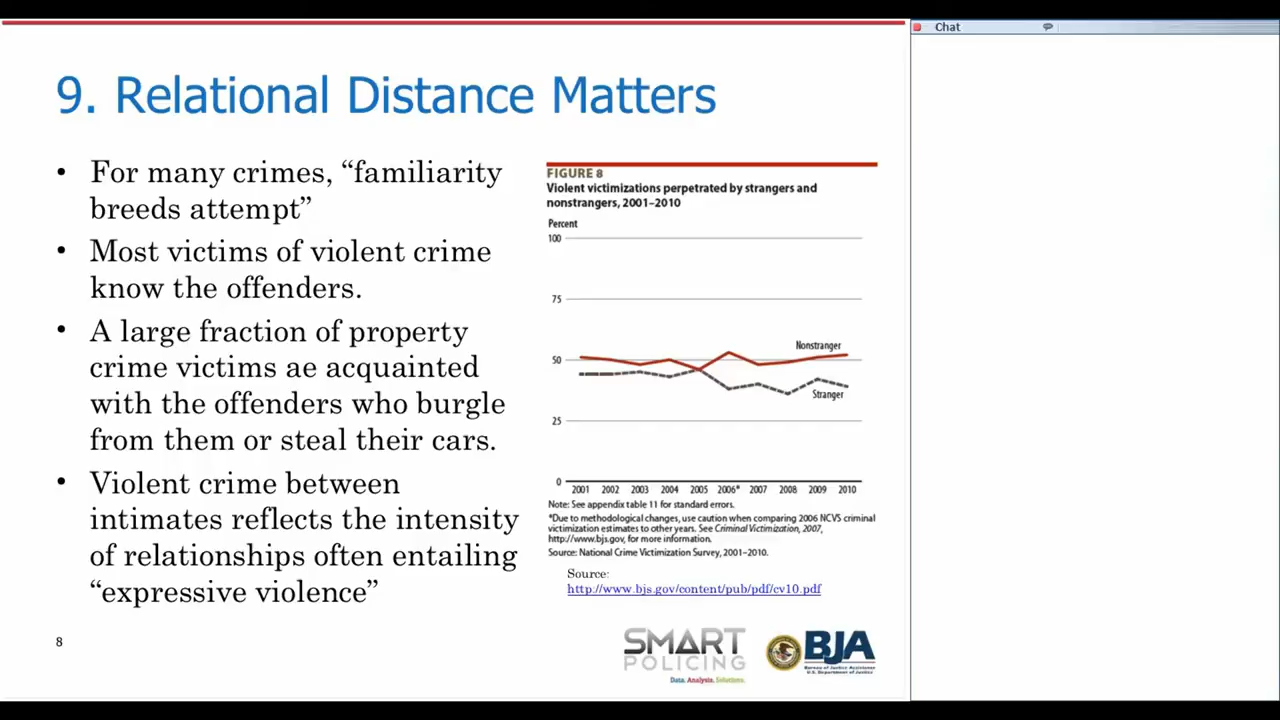 Chat
9. Relational Distance Matters
• For many crimes, “familiarity
breeds attempt”
• Most victims of violent crime
know the offenders.
• A large fraction of property
crime victims ae acquainted
with the offenders who burgle
from them or steal their cars.
• Violent crime between
intimates reflects the intensity
of relationships often entailing
“expressive violence”
8
FIGURE 8
Violent victimizations perpetrated by strangers and
nonstrangers, 2001–2010
Percent
100
75
50
25
0
Nonstranger
Stranger
2001 2002 2003 2004 2005 2006* 2007 2008 2009 2010
Note: See appendix table 11 for standard errors.
*Due to methodological changes, use caution when comparing 2006 NCVS criminal
victimization estimates to other years. See Criminal Victimization, 2007,
http://www.bjs.gov, for more information.
Source: National Crime Victimization Survey, 2001–2010.
Source:
http://www.bjs.gov/content/pub/pdf/cv10.pdf
SMART
POLICING
Data. Analysis. Solutions.
BJA
Bureau of Justice Assistance
U.S. Department of Justice